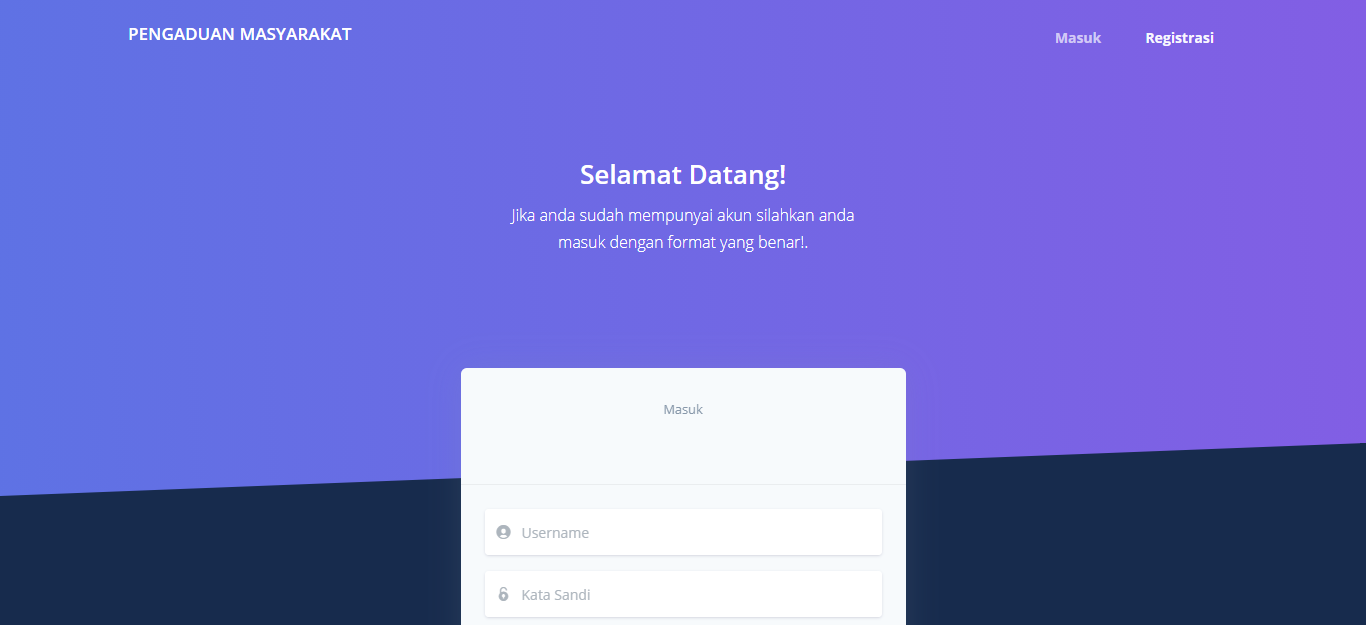 PENGADUAN MASYARAKAT
Masuk
Registrasi
Selamat Datang!
Jika anda sudah mempunyai akun silahkan anda
masuk dengan format yang benar!.
Masuk
Username
Kata Sandi